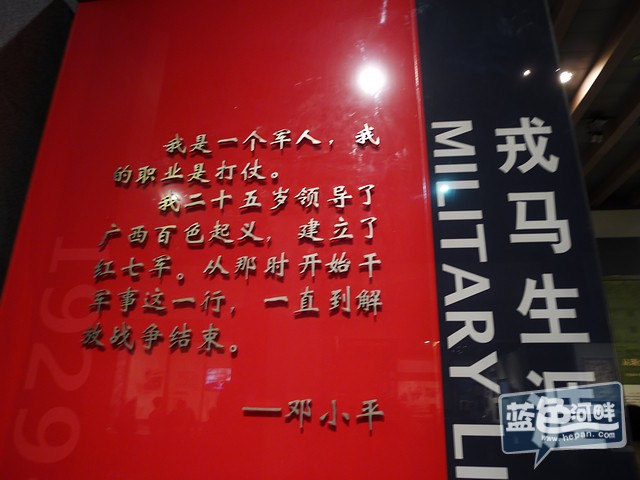 我是一个军人，我
的职业是打仗。
我二十五岁领导了
广西百色起义，建立了
红七军。从那时开始干
军事这一行，一直到解
放战争结束。
——邓小平
1929
戎马生涯
MILITARY LI
蓝色河畔
www.hepan.com